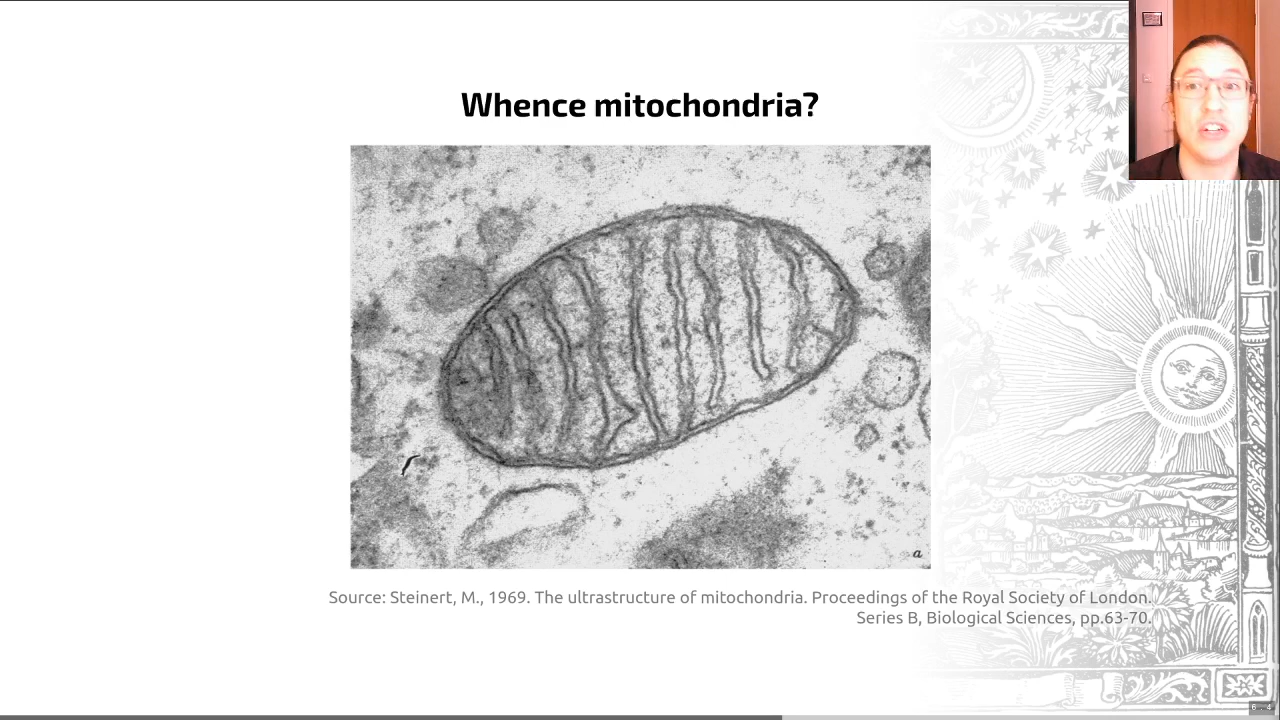 Whence mitochondria?
a
Source: Steinert, M., 1969. The ultrastructure of mitochondria. Proceedings of the Royal Society of London.
Series B, Biological Sciences, pp.63-70.